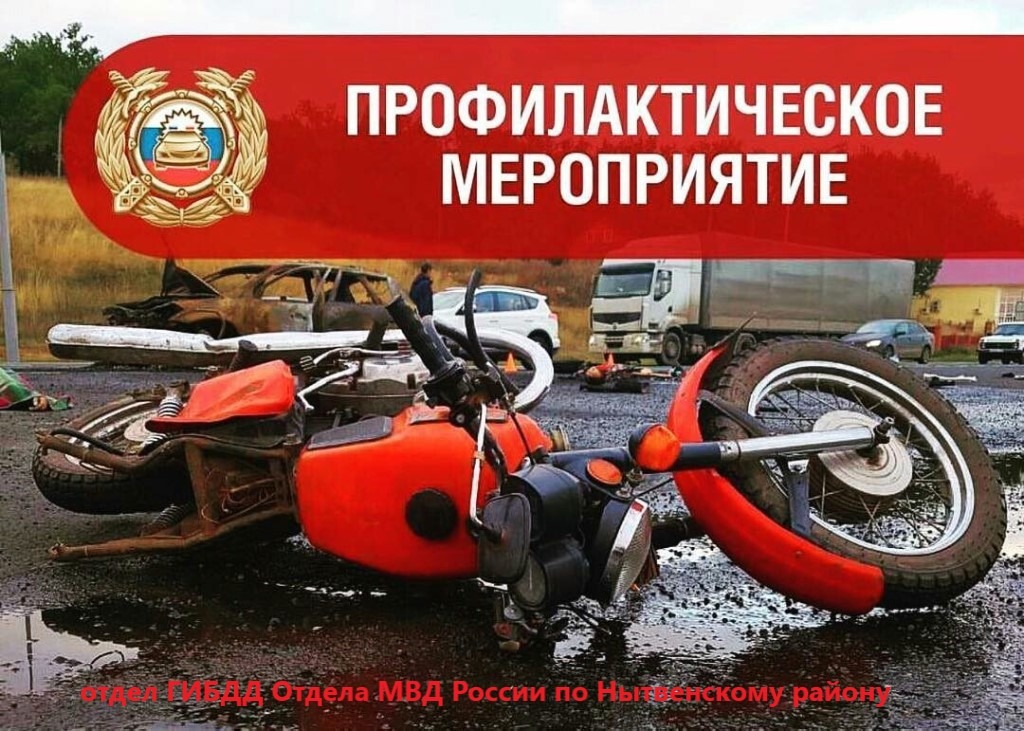 ПРОФИЛАКТИЧЕСКОЕ
МЕРОПРИЯТИЕ
отдел ГИБДД Отдела МВД России по Нытвенскому району